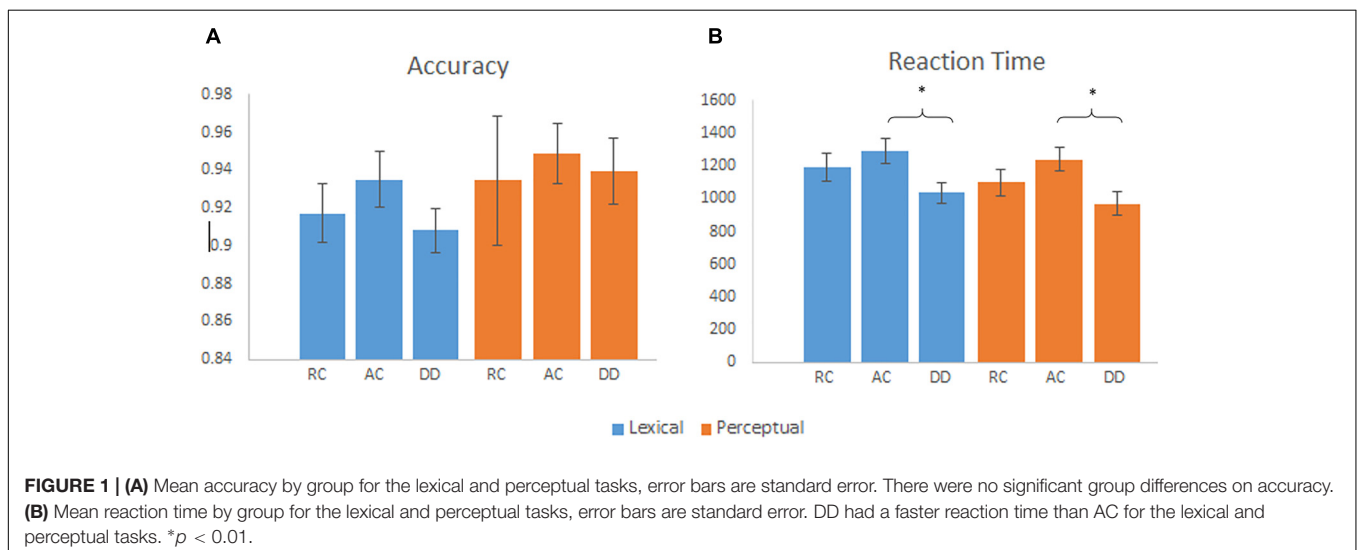 A
Accuracy
0.98
0.96
0.94
0.92
0.9
0.88
0.86
0.84
RC AC DD RC AC DD
B
Reaction Time
* *
1600
1400
1200
1000
800
600
400
200
0
RC AC DD RC AC DD
Lexical Perceptual
FIGURE 1 | (A) Mean accuracy by group for the lexical and perceptual tasks, error bars are standard error. There were no significant group differences on accuracy.
(B) Mean reaction time by group for the lexical and perceptual tasks, error bars are standard error. DD had a faster reaction time than AC for the lexical and
perceptual tasks. *p < 0.01.